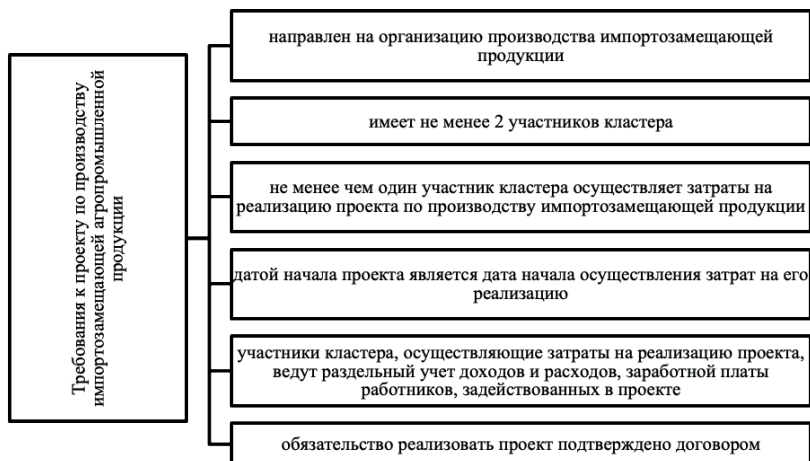 Требования к проекту по производству
импортозамещающей агропромышленной
продукции
направлен на организацию производства импортозамещающей
продукции
имеет не менее 2 участников кластера
не менее чем один участник кластера осуществляет затраты на
реализацию проекта по производству импортозамещающей продукции
датой начала проекта является дата начала осуществления затрат на его
реализацию
участники кластера, осуществляющие затраты на реализацию проекта,
ведут раздельный учет доходов и расходов, заработной платы
работников, задействованных в проекте
обязательство реализовать проект подтверждено договором